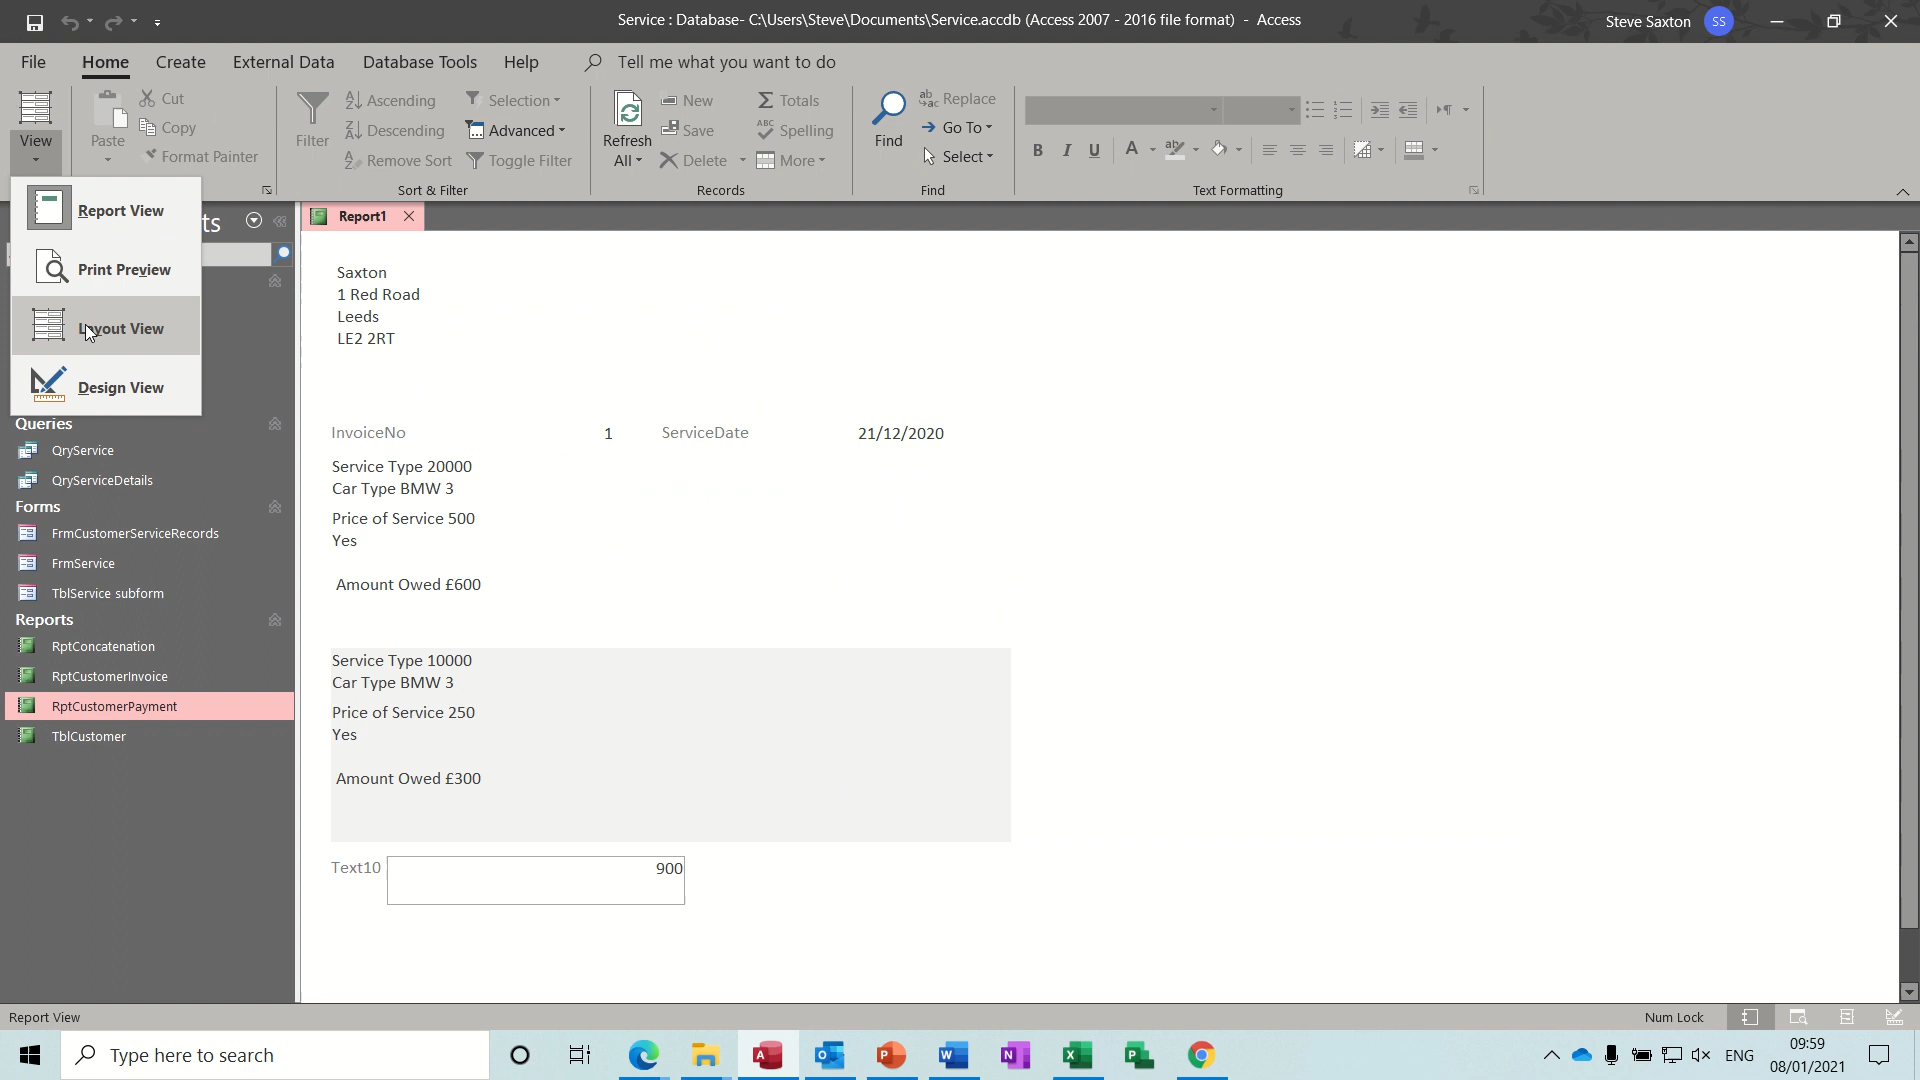 Service : Database- C:\Users\Steve\Documents\Service.accdb (Access 2007 - 2016 file format) - Access
Steve Saxton SS
File Home Create External Data Database Tools Help Tell me what you want to do
View
Paste
Cut
Copy
Format Painter
Filter
Ascending
Descending
Remove Sort
Selection
Advanced
Toggle Filter
Sort & Filter
Refresh
All
New
Save
Delete
Totals
Spelling
More
Records
Find
Replace
Go To
Select
Find
B I U
Text Formatting
Report View
Print Preview
Layout View
Design View
ts
Queries
QryService
QryServiceDetails
Forms
FrmCustomerServiceRecords
FrmService
TblService subform
Reports
RptConcatenation
RptCustomerInvoice
RptCustomerPayment
TblCustomer
Report1
Saxton
1 Red Road
Leeds
LE2 2RT
InvoiceNo 1 ServiceDate 21/12/2020
Service Type 20000
Car Type BMW 3
Price of Service 500
Yes
Amount Owed £600
Service Type 10000
Car Type BMW 3
Price of Service 250
Yes
Amount Owed £300
Text10 900
Report View
Num Lock
Type here to search
ENG
09:59
08/01/2021